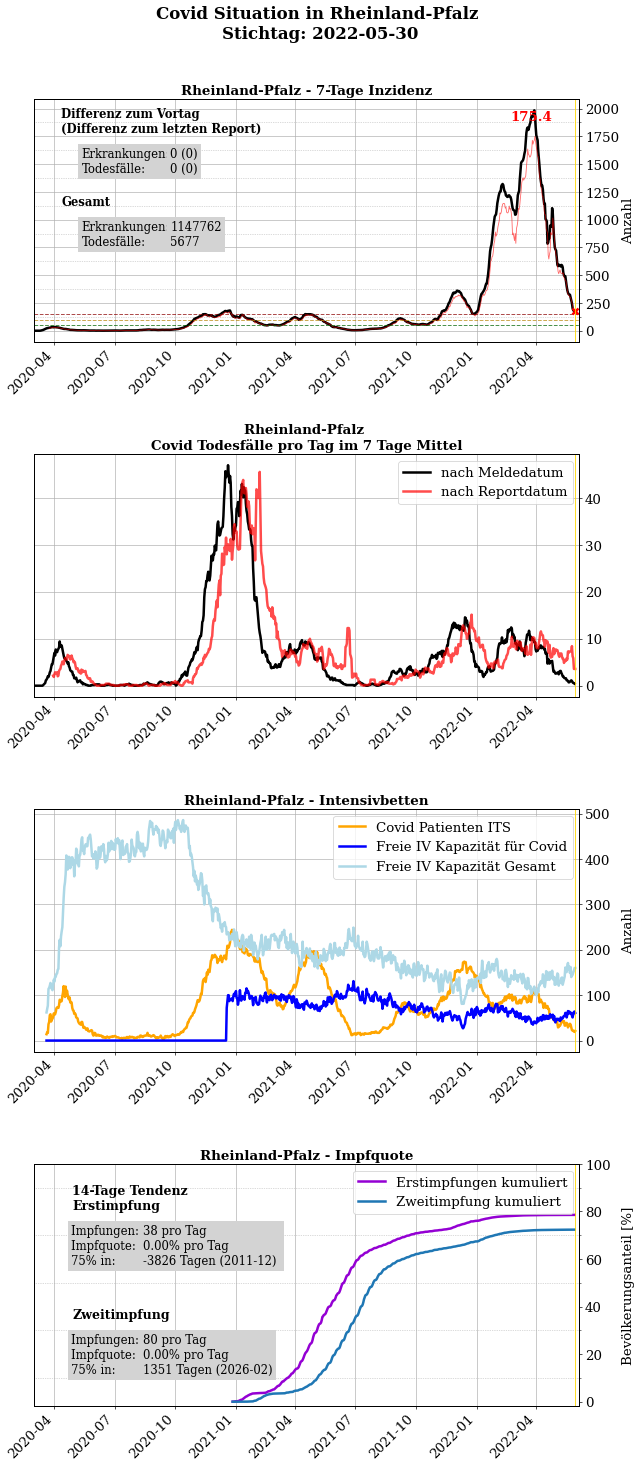 Covid Situation in Rheinland-Pfalz
Stichtag: 2022-05-30
Rheinland-Pfalz - 7-Tage Inzidenz
Differenz zum Vortag
(Differenz zum letzten Report)
Erkrankungen 0 (0)
Todesfälle: 0 (0)
Gesamt
Erkrankungen 1147762
Todesfälle: 5677
2000
1750
1500
1250
1000
750
500
250
0
Anzahl
2020-04
2020-07
2020-10
2021-01
2021-04
2021-07
2021-10
2022-01
2022-04
Rheinland-Pfalz
Covid Todesfälle pro Tag im 7 Tage Mittel
nach Meldedatum
nach Reportdatum
40
30
20
10
0
2020-04
2020-07
2020-10
2021-01
2021-04
2021-07
2021-10
2022-01
2022-04
Rheinland-Pfalz - Intensivbetten
Covid Patienten ITS
Freie IV Kapazität für Covid
Freie IV Kapazität Gesamt
500
400
300
200
100
0
Anzahl
2020-04
2020-07
2020-10
2021-01
2021-04
2021-07
2021-10
2022-01
2022-04
Rheinland-Pfalz - Impfquote
14-Tage Tendenz
Erstimpfung
Impfungen: 38 pro Tag
Impfquote: 0.00% pro Tag
75% in: -3826 Tagen (2011-12)
Zweitimpfung
Impfungen: 80 pro Tag
Impfquote: 0.00% pro Tag
75% in: 1351 Tagen (2026-02)
Erstimpfungen kumuliert
Zweitimpfung kumuliert
100
80
60
40
20
0
Bevölkerungsanteil [%]
2020-04
2020-07
2020-10
2021-01
2021-04
2021-07
2021-10
2022-01
2022-04